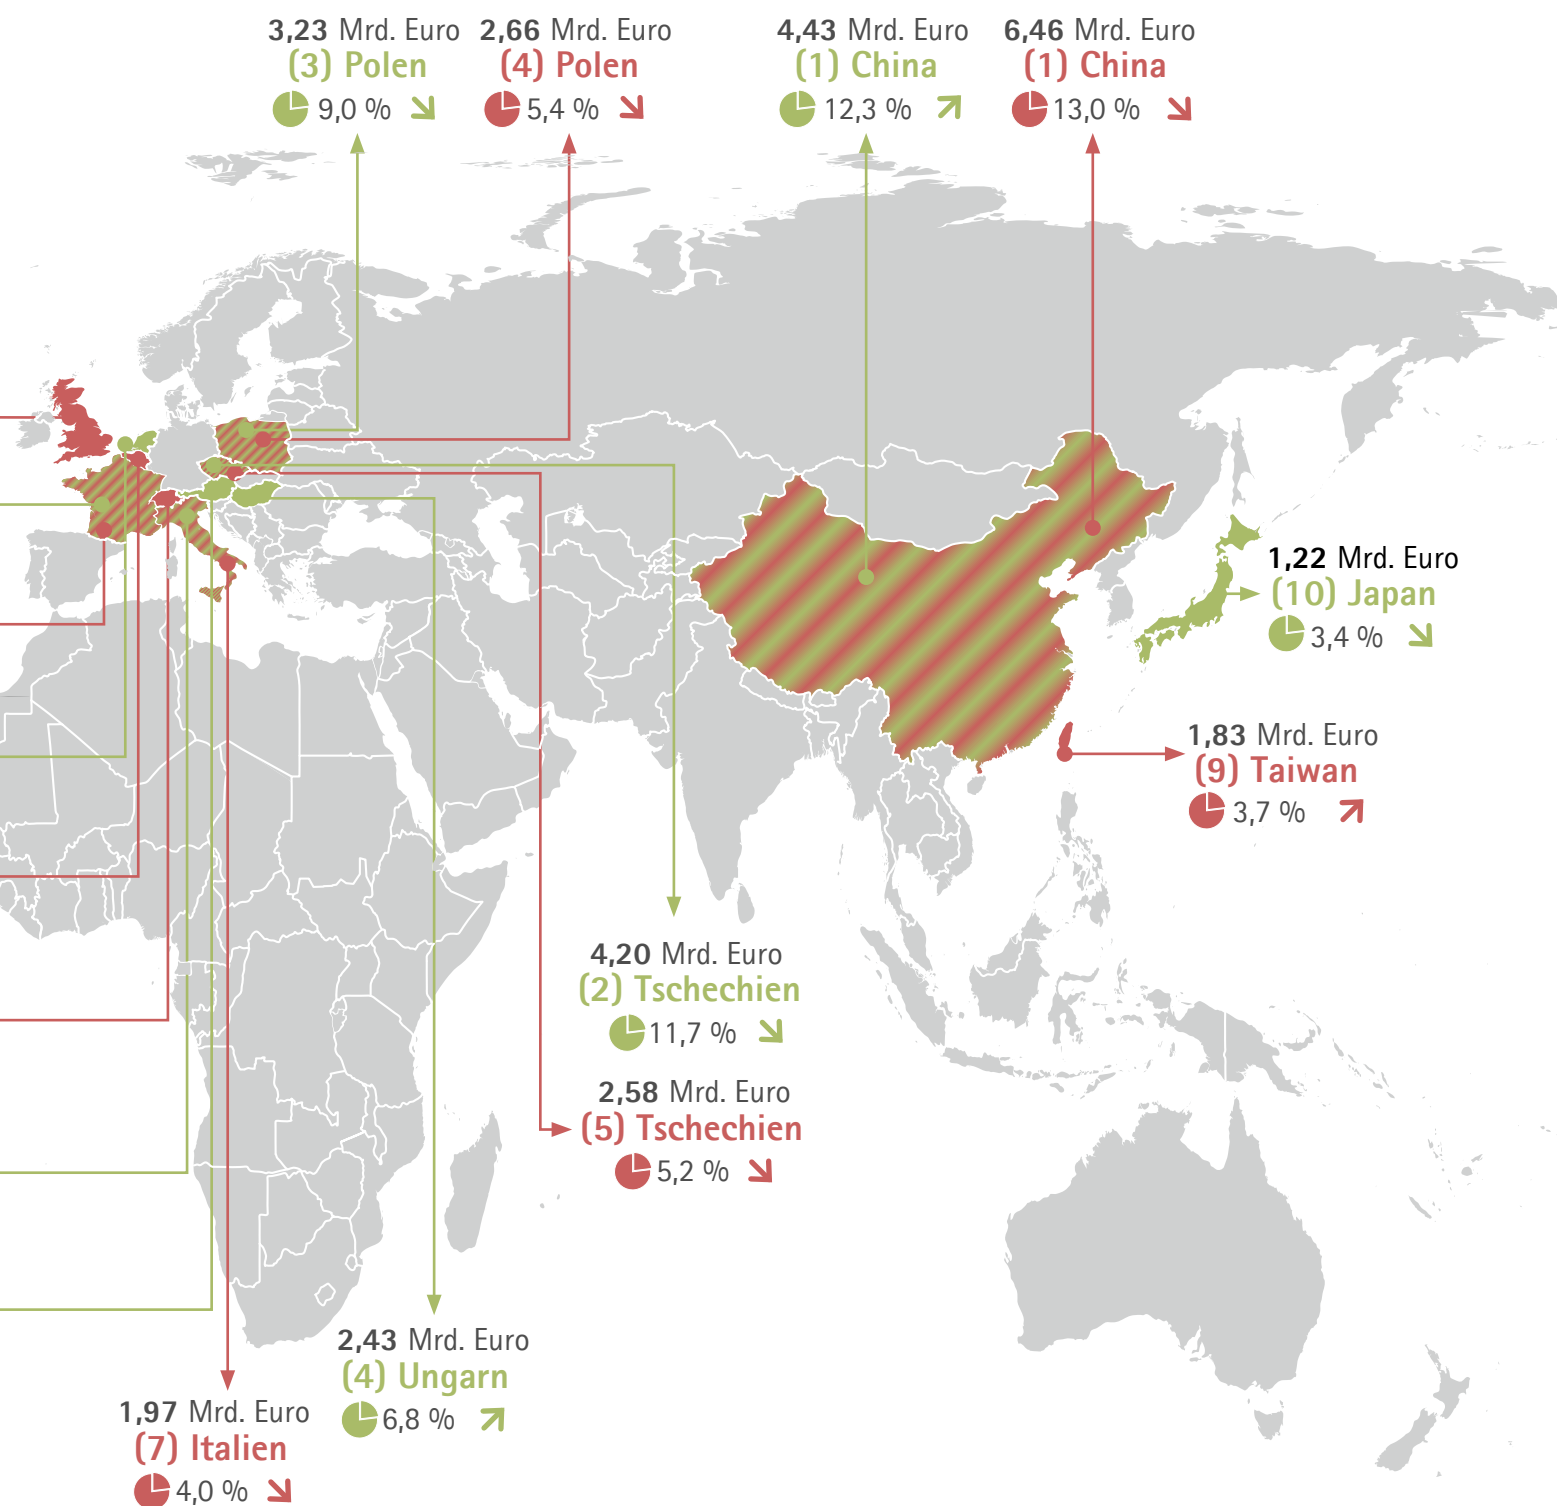 3,23 Mrd. Euro
(3) Polen
9,0 %
2,66 Mrd. Euro
(4) Polen
5,4 %
4,43 Mrd. Euro
(1) China
12,3 %
6,46 Mrd. Euro
(1) China
13,0 %
1,22 Mrd. Euro
(10) Japan
3,4 %
1,83 Mrd. Euro
(9) Taiwan
3,7 %
4,20 Mrd. Euro
(2) Tschechien
11,7 %
2,58 Mrd. Euro
(5) Tschechien
5,2 %
2,43 Mrd. Euro
(4) Ungarn
6,8 %
1,97 Mrd. Euro
(7) Italien
4,0 %